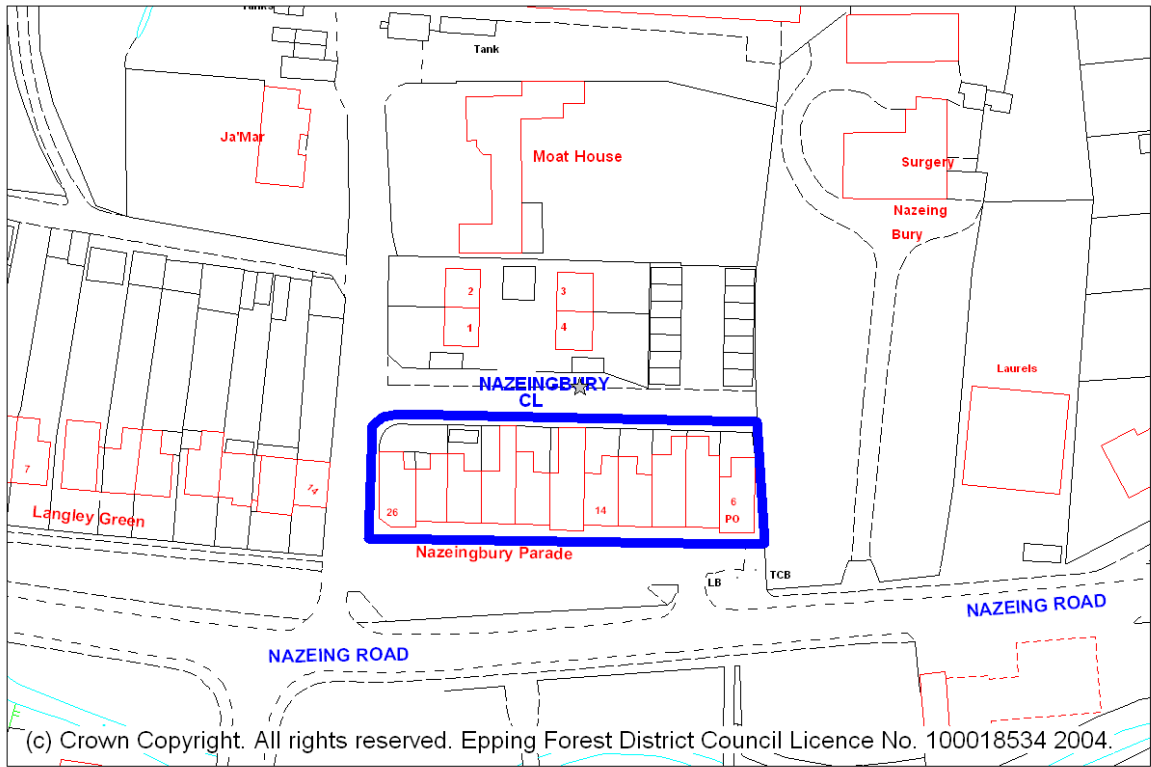 Tanks
Tank
Ja'Mar
Moat House
Surgery
Nazeing
Bury
2
3
1
4
Laurels
NAZEINGBURY
CL
7
14
Langley Green
26
14
6
PO
Nazeingbury Parade
LB
TCB
NAZEING ROAD
NAZEING ROAD
(c) Crown Copyright. All rights reserved. Epping Forest District Council Licence No. 100018534 2004.